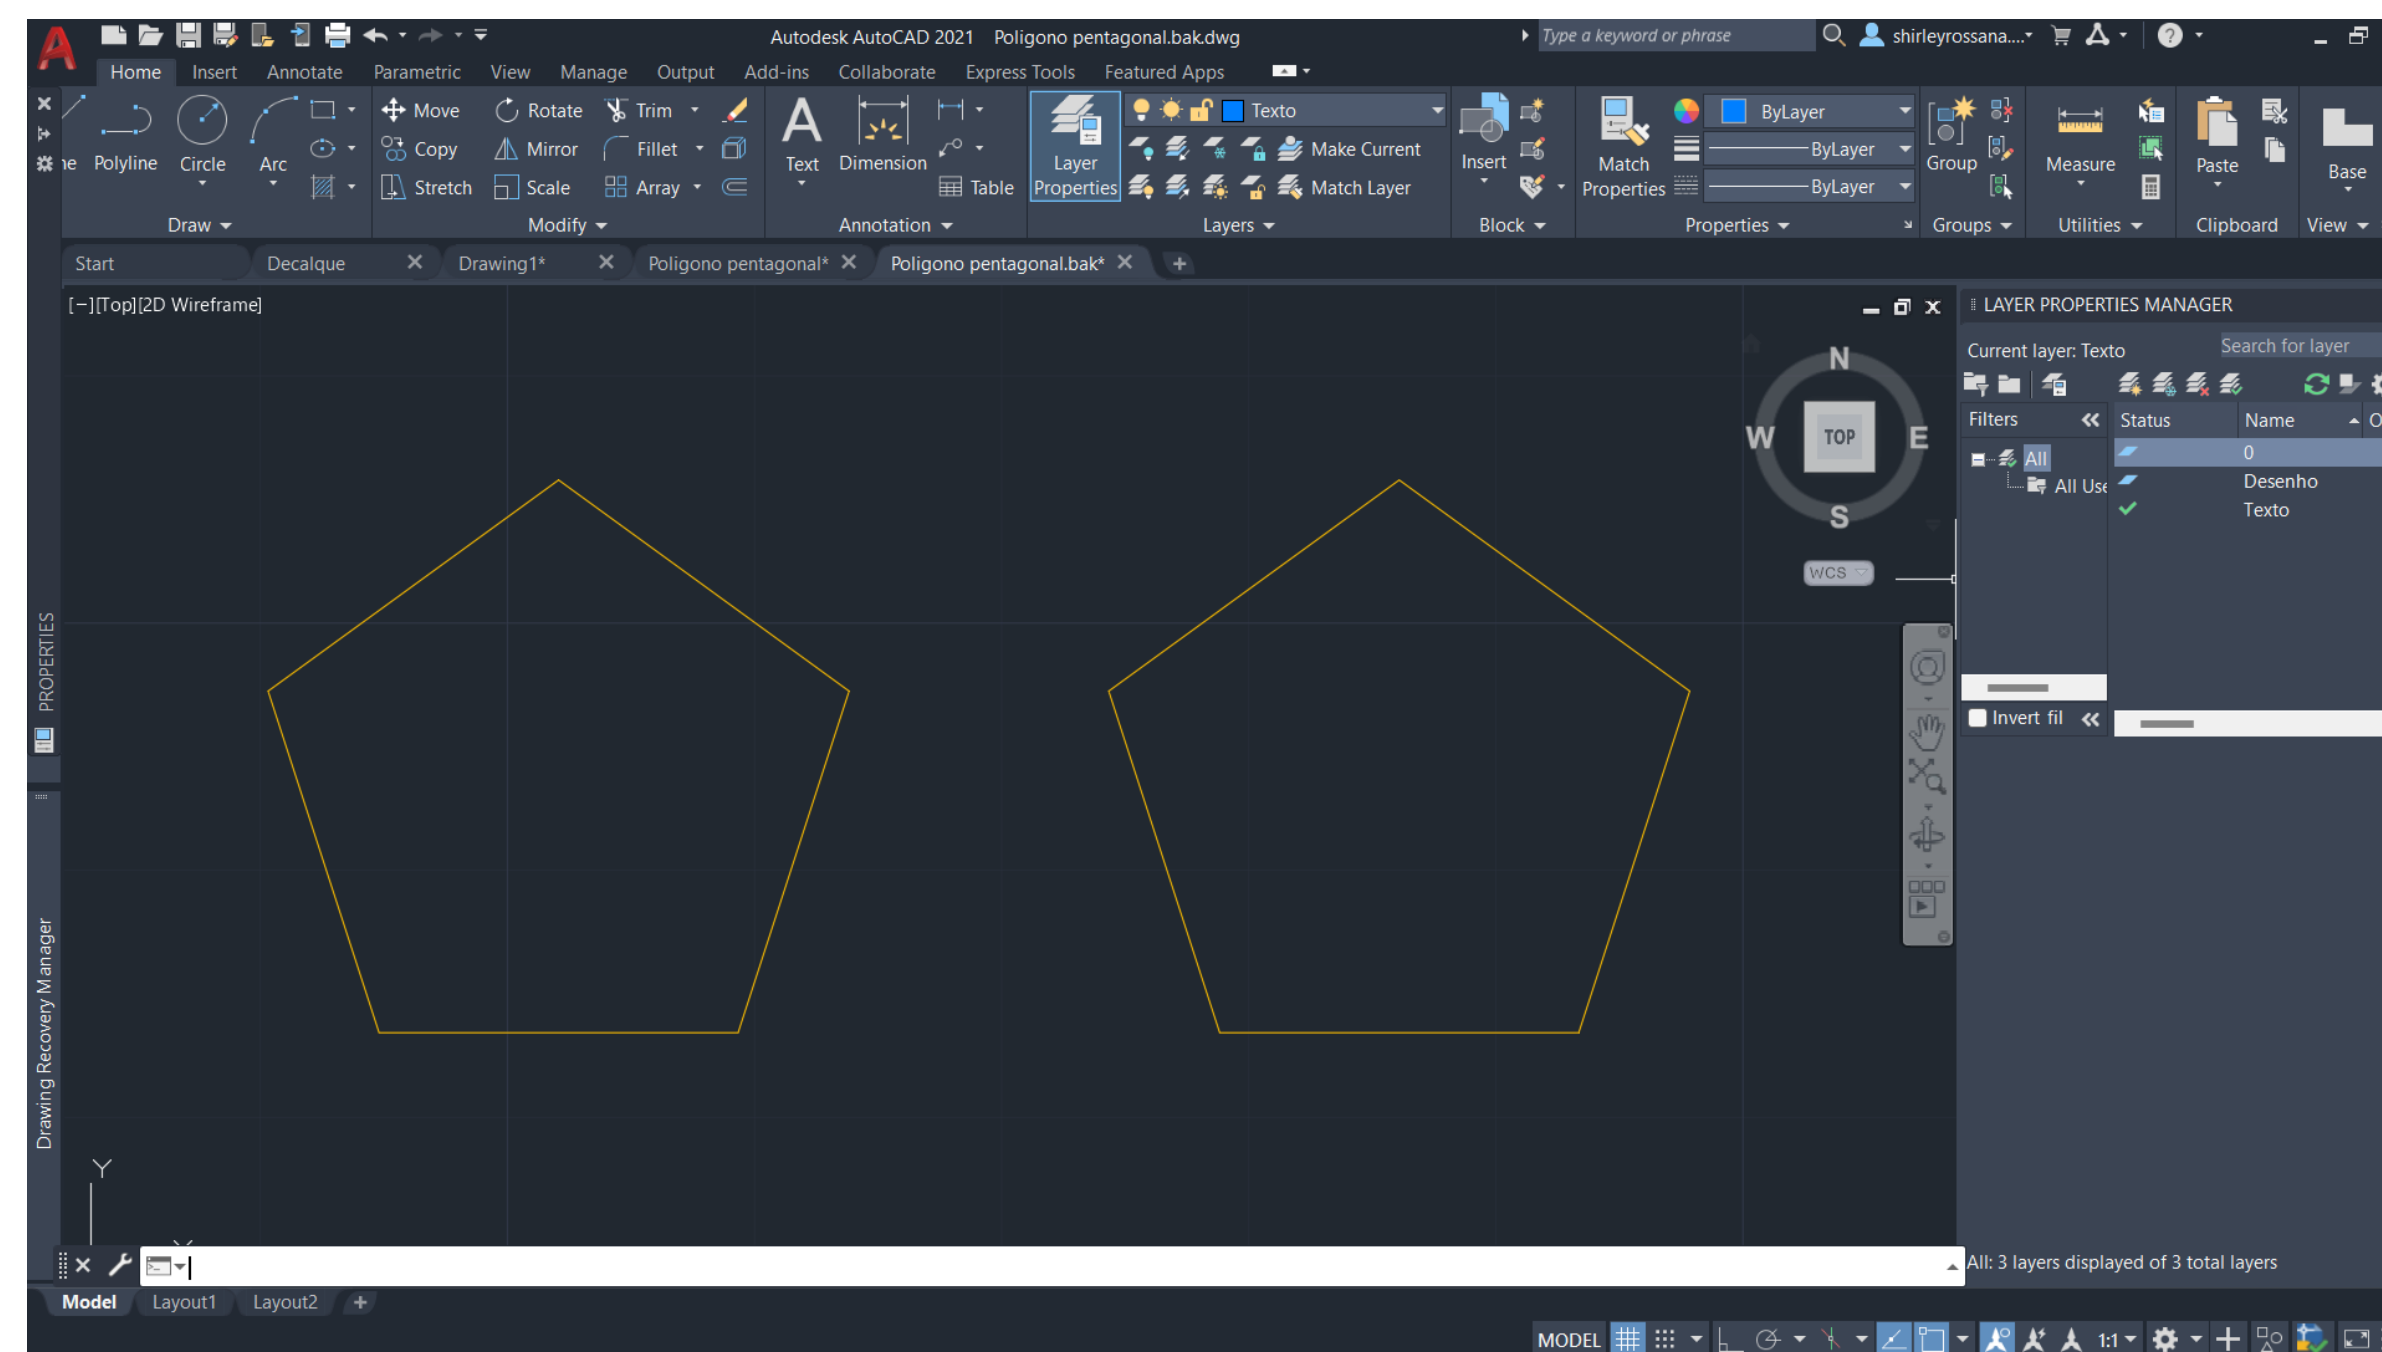 Autodesk AutoCAD 2021 Poligono pentagonal.bak.dwg
Type a keyword or phrase
shirleyrossana....
Home Insert Annotate Parametric View Manage Output Add-ins Collaborate Express Tools Featured Apps
Move Rotate Trim
Texto
ByLayer
ne Polyline Circle Arc
Copy Mirror Fillet
Text Dimension
Layer Properties
Make Current
Insert
Match Properties
ByLayer
Group
Measure
Paste
Base
Stretch Scale Array
Table
Match Layer
ByLayer
Draw Modify Annotation Layers Block Properties Groups Utilities Clipboard View
Start Decalque Drawing1* Poligono pentagonal* Poligono pentagonal.bak*
[−][Top][2D Wireframe]
LAYER PROPERTIES MANAGER
Current layer: Texto
Search for layer
N
W TOP E
S
WCS
Filters
Status Name O
All
All Use
0
Desenho
Texto
Invert fil
PROPERTIES
Drawing Recovery Manager
Y
X
All: 3 layers displayed of 3 total layers
Model Layout1 Layout2
MODEL 1:1